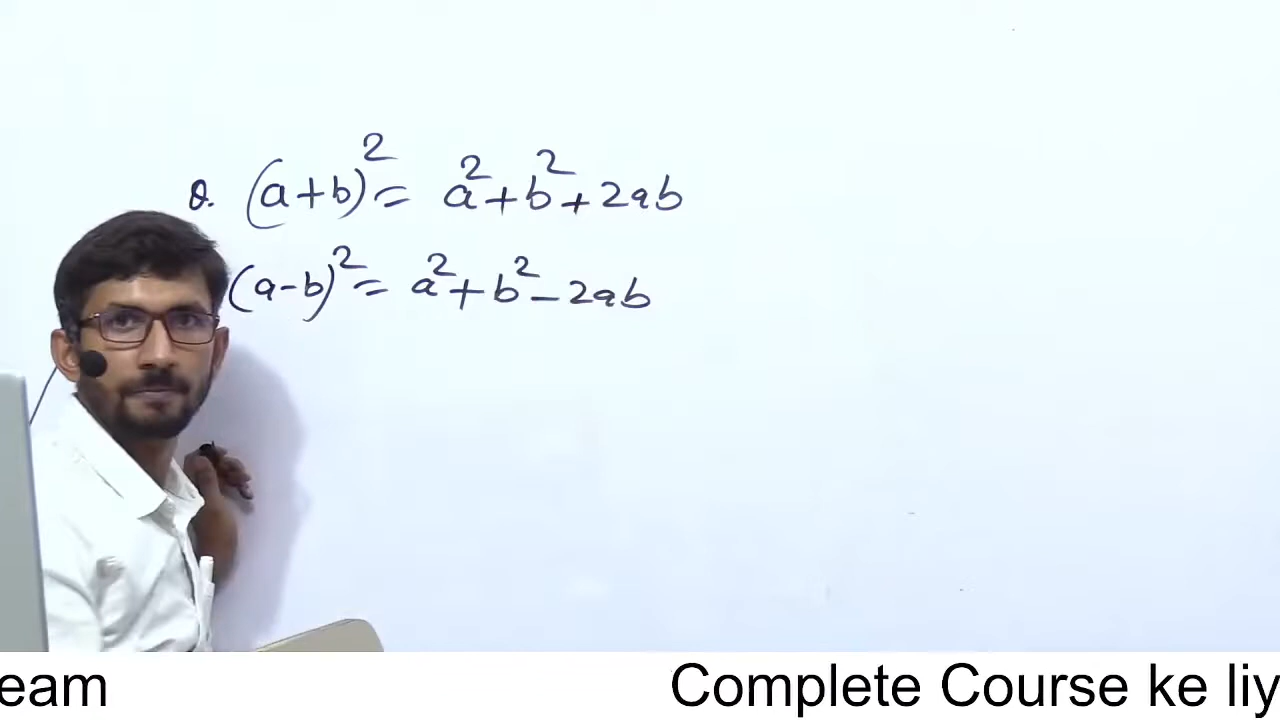 Q. (a+b)² = a²+b²+2ab
(a-b)² = a²+b²-2ab
eam Complete Course ke liy